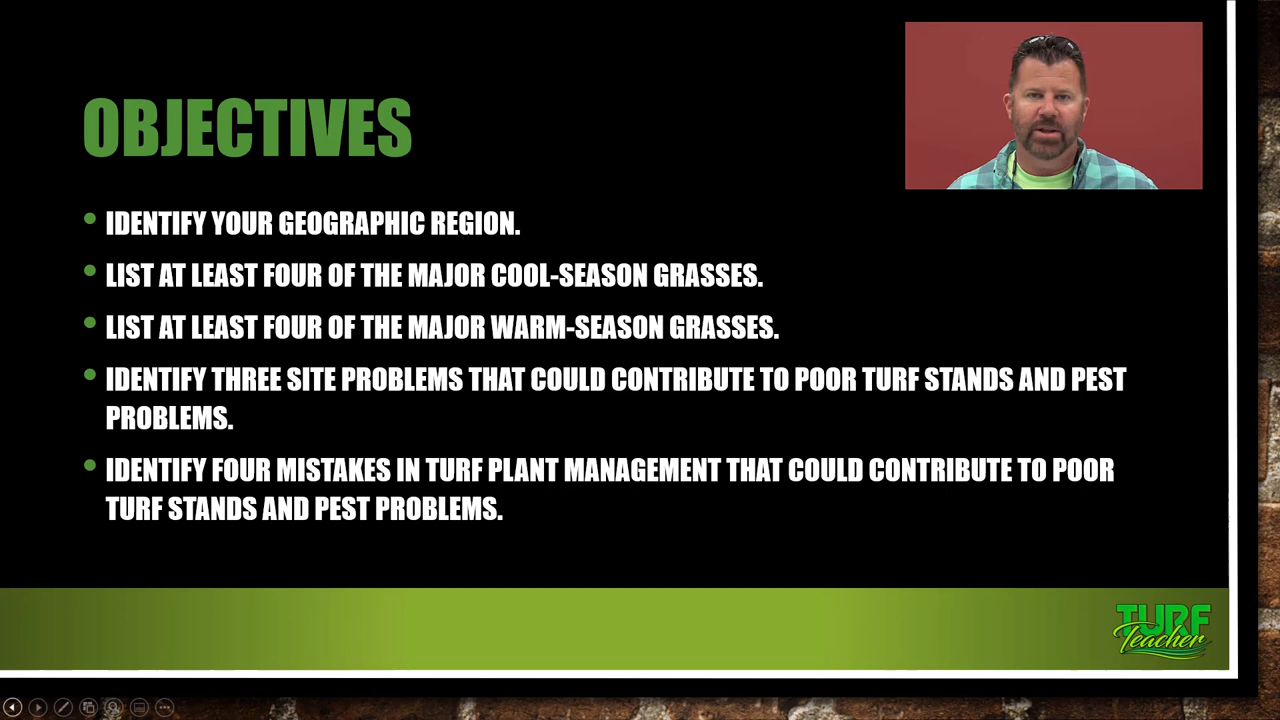 OBJECTIVES
• IDENTIFY YOUR GEOGRAPHIC REGION.
• LIST AT LEAST FOUR OF THE MAJOR COOL-SEASON GRASSES.
• LIST AT LEAST FOUR OF THE MAJOR WARM-SEASON GRASSES.
• IDENTIFY THREE SITE PROBLEMS THAT COULD CONTRIBUTE TO POOR TURF STANDS AND PEST
PROBLEMS.
• IDENTIFY FOUR MISTAKES IN TURF PLANT MANAGEMENT THAT COULD CONTRIBUTE TO POOR
TURF STANDS AND PEST PROBLEMS.
TURF
Teacher